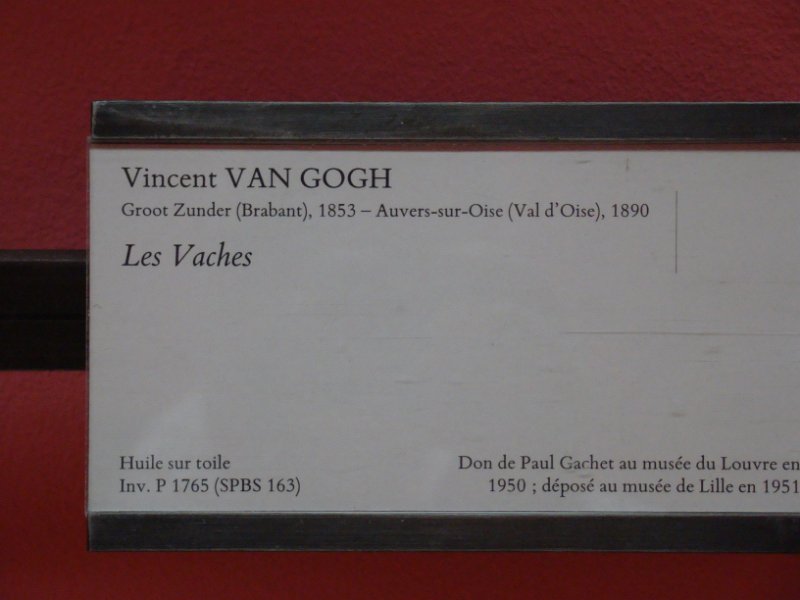 Vincent VAN GOGH
Groot Zunder (Brabant), 1853 – Auvers-sur-Oise (Val d'Oise), 1890
Les Vaches
Huile sur toile
Inv. P 1765 (SPBS 163)
Don de Paul Gachet au musée du Louvre en
1950 ; déposé au musée de Lille en 1951